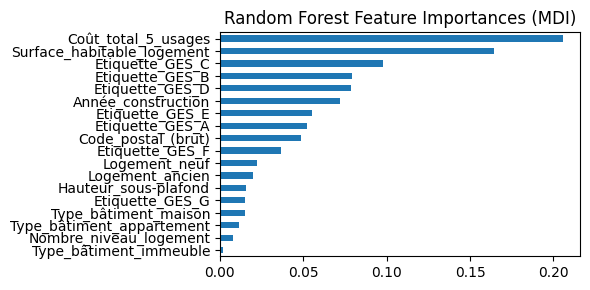 Random Forest Feature Importances (MDI)
Coût_total_5_usages
Surface_habitable_logement
Etiquette_GES_C
Etiquette_GES_B
Etiquette_GES_D
Année_construction
Etiquette_GES_E
Etiquette_GES_A
Code_postal_(brut)
Etiquette_GES_F
Logement_neuf
Logement_ancien
Hauteur_sous-plafond
Etiquette_GES_G
Type_bâtiment_maison
Type_bâtiment_appartement
Nombre_niveau_logement
Type_bâtiment_immeuble
0.00 0.05 0.10 0.15 0.20